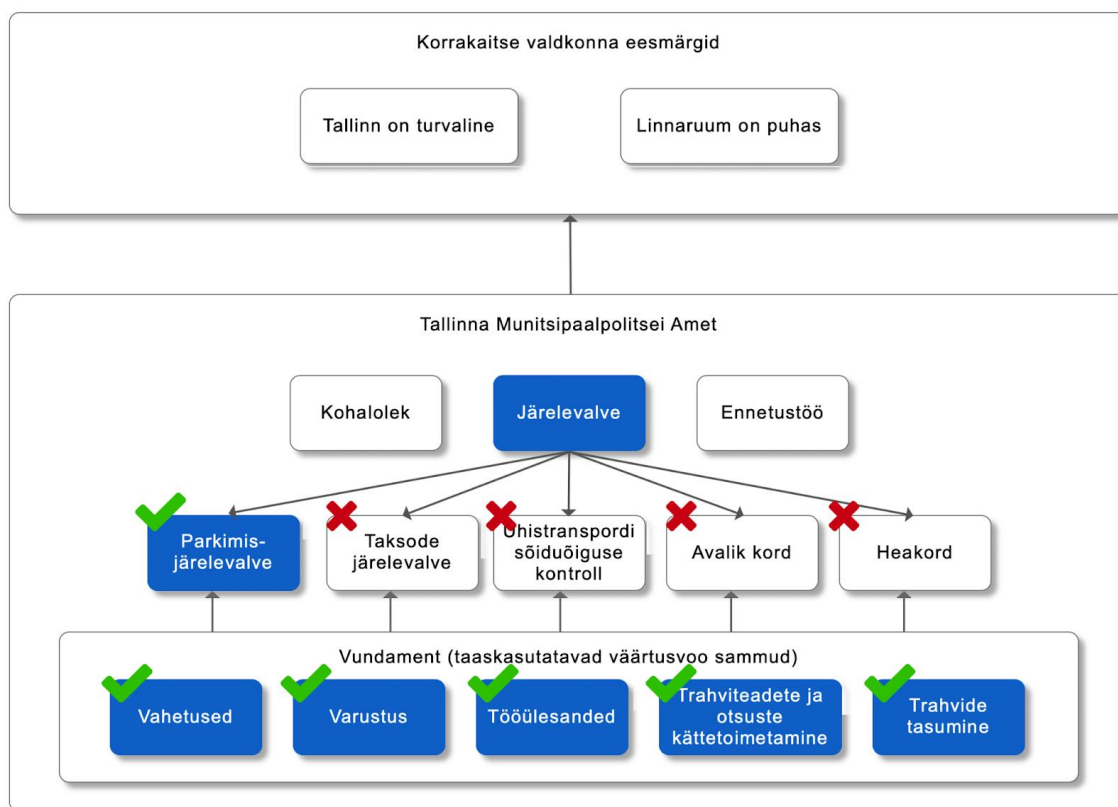 Korrakaitse valdkonna eesmärgid
Tallinn on turvaline
Linnaruum on puhas
Tallinna Munitsipaalpolitsei Amet
Kohalolek
Järelevalve
Ennetustöö
Parkimis-
järelevalve
Taksode
järelevalve
Ühistranspordi
sõiduõiguse
kontroll
Avalik kord
Heakord
Vundament (taaskasutatavad väärtusvoo sammud)
Vahetused
Varustus
Tööülesanded
Trahviteadete ja
otsuste
kättetoimetamine
Trahvide
tasumine